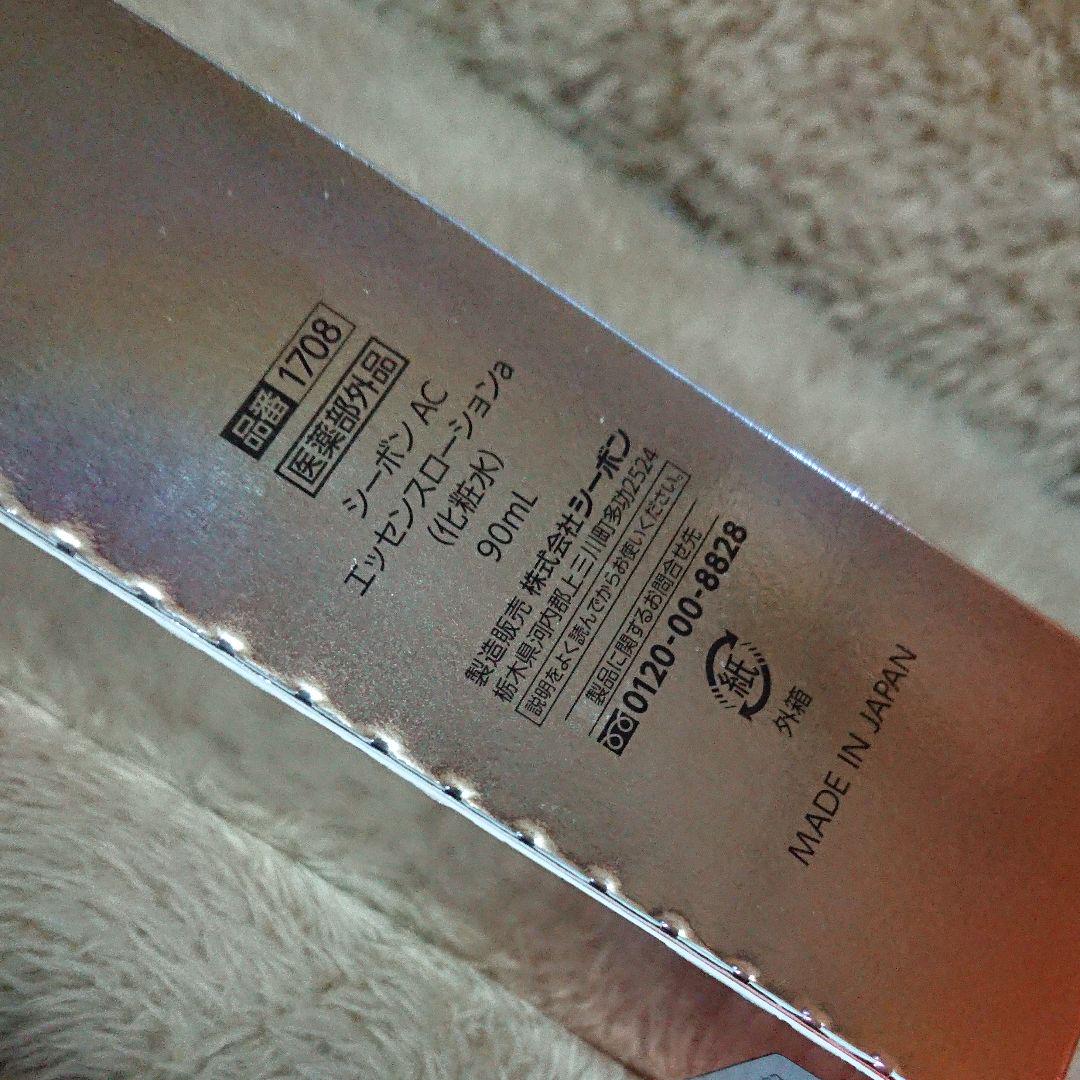 品番 1708
医薬部外品
シーボン AC
エッセンスローションa
(化粧水)
90mL
製造販売 株式会社シーボン
栃木県河内郡上三川町多功2524
説明をよく読んでからお使いください。
製品に関するお問合せ先
0120-00-8828
紙
外箱
MADE IN JAPAN